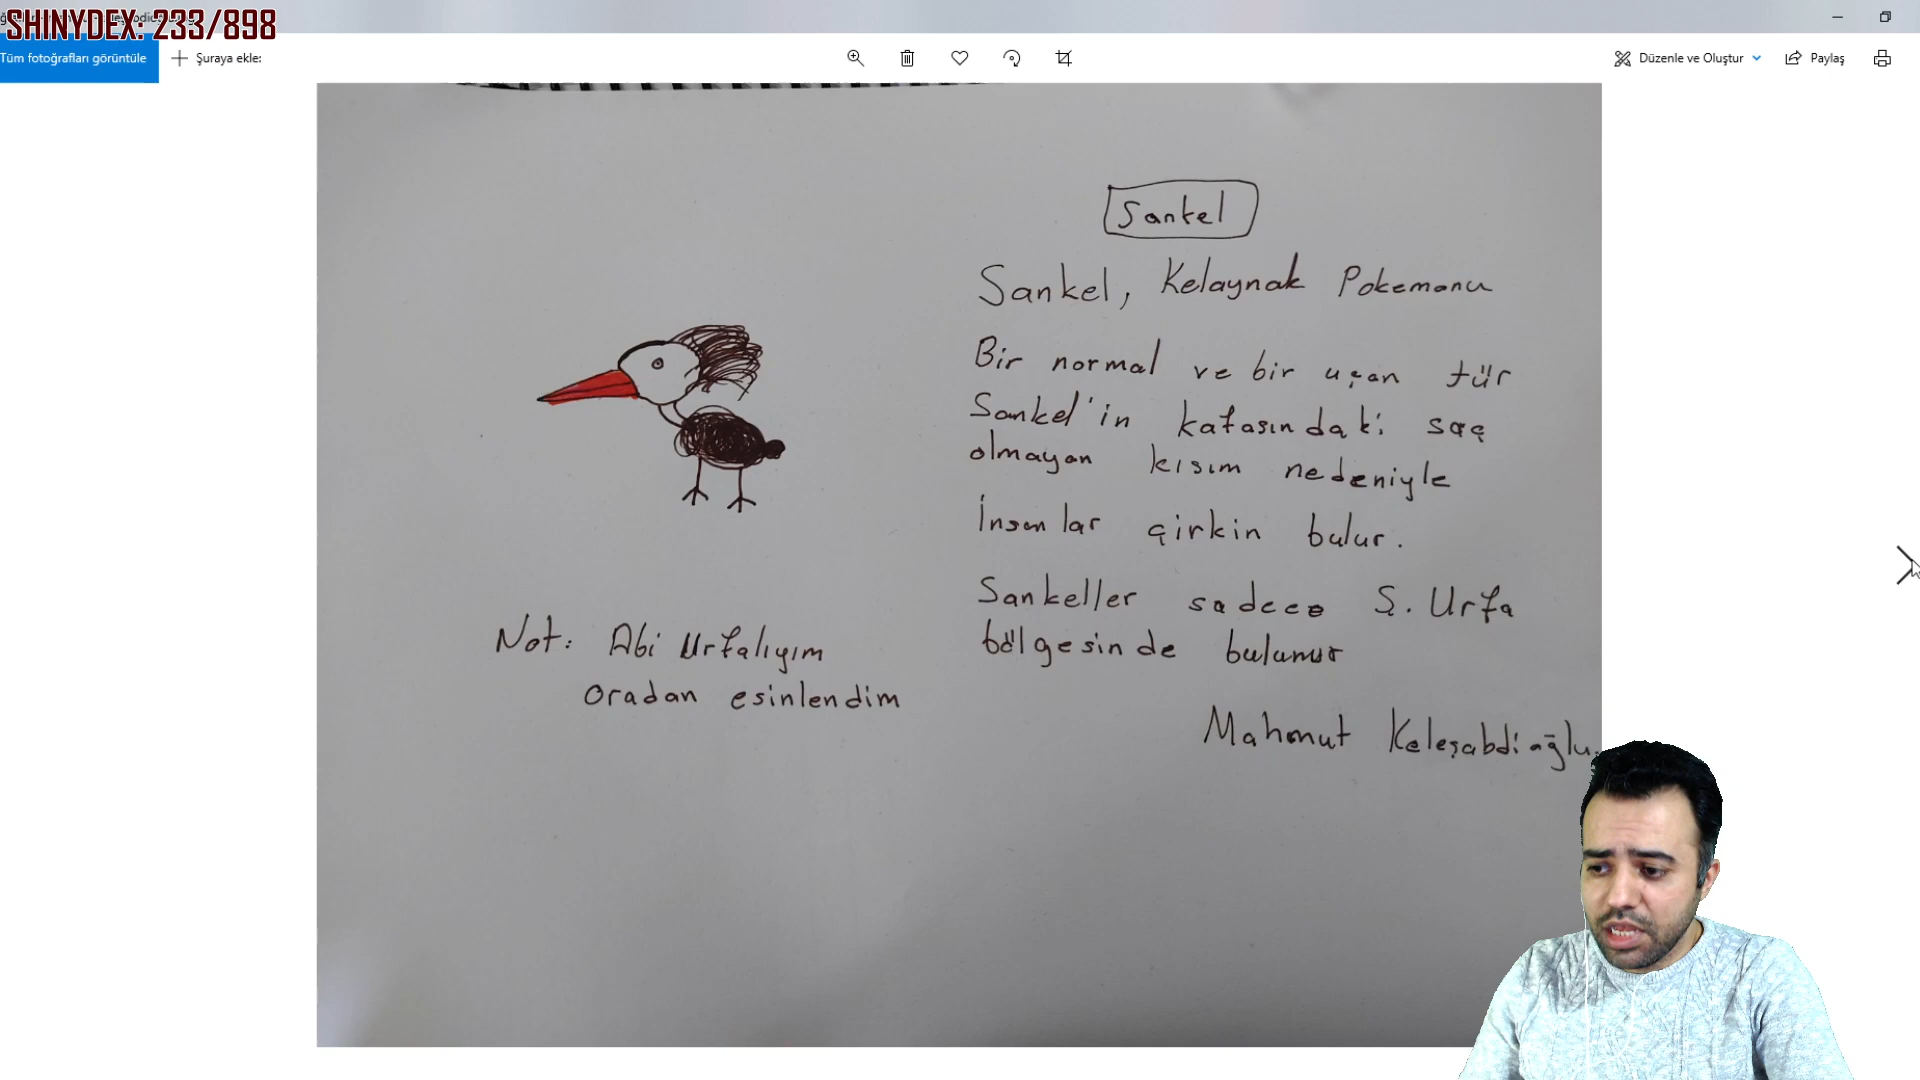 SHINYDEX: 233/898
Tüm fotoğrafları görüntüle
Şuraya ekle:
Düzenle ve Oluştur
Paylaş
Sankel
Sankel, Kelaynak Pokemonu
Bir normal ve bir uçan tür
Sankel'in kafasındaki saç
olmayan kısım nedeniyle
İnsanlar çirkin bulur.
Sankeller sadece Ş. Urfa
bölgesinde bulunur
Mahmut Keleşabdioğlu
Not: Abi Urfalıyım
oradan esinlendim